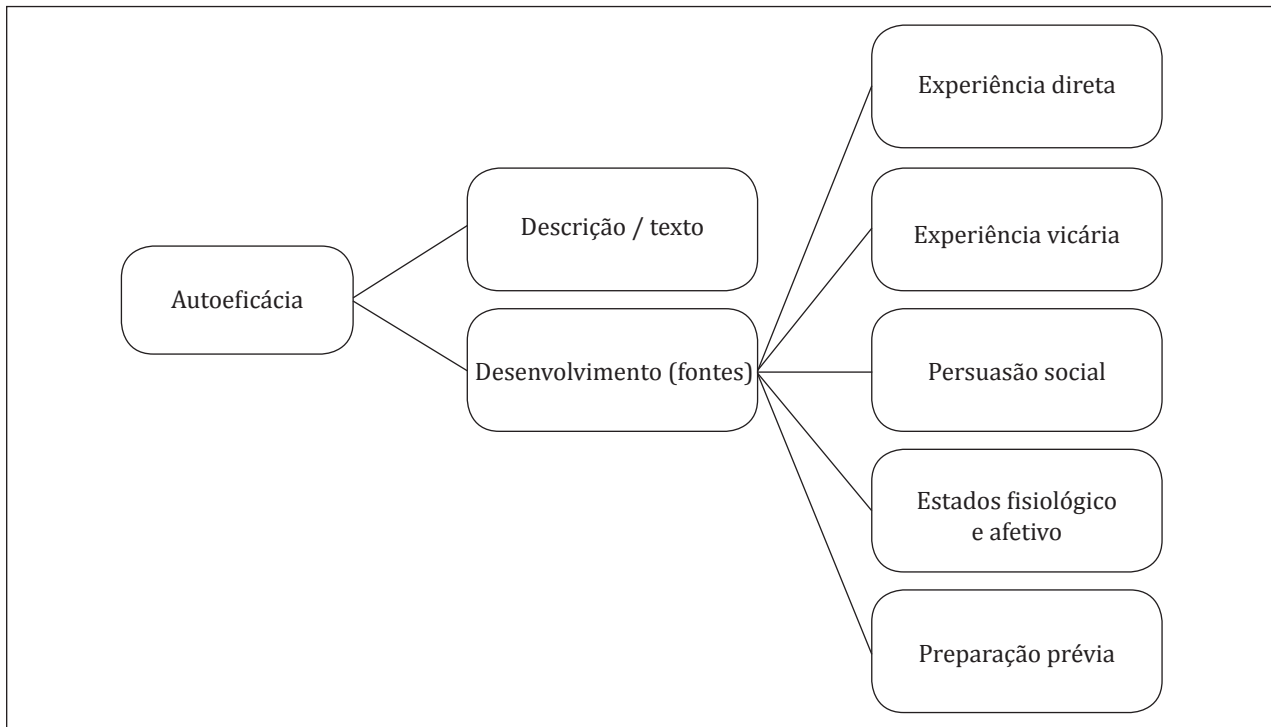 Autoeficácia
Descrição / texto
Desenvolvimento (fontes)
Experiência direta
Experiência vicária
Persuasão social
Estados fisiológico
e afetivo
Preparação prévia